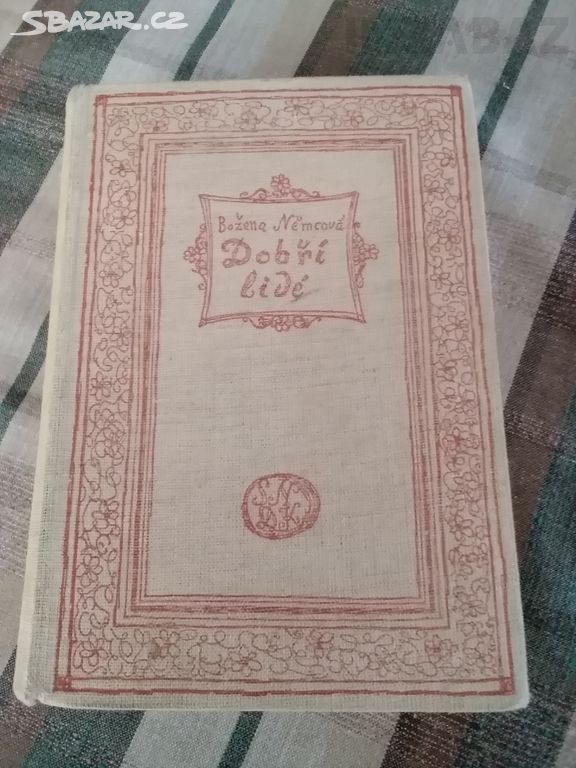 SBAZAR.CZ
Božena Němcová
Dobří
lidé